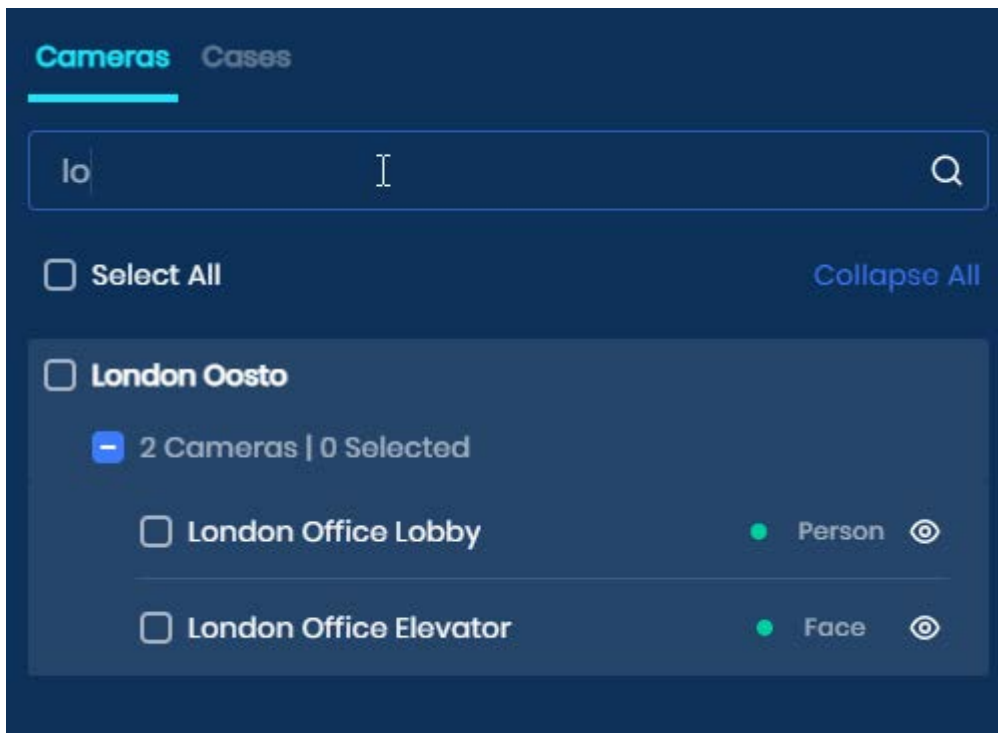 Cameras Cases
lo
Select All Collapse All
London Oosto
2 Cameras | 0 Selected
London Office Lobby Person
London Office Elevator Face